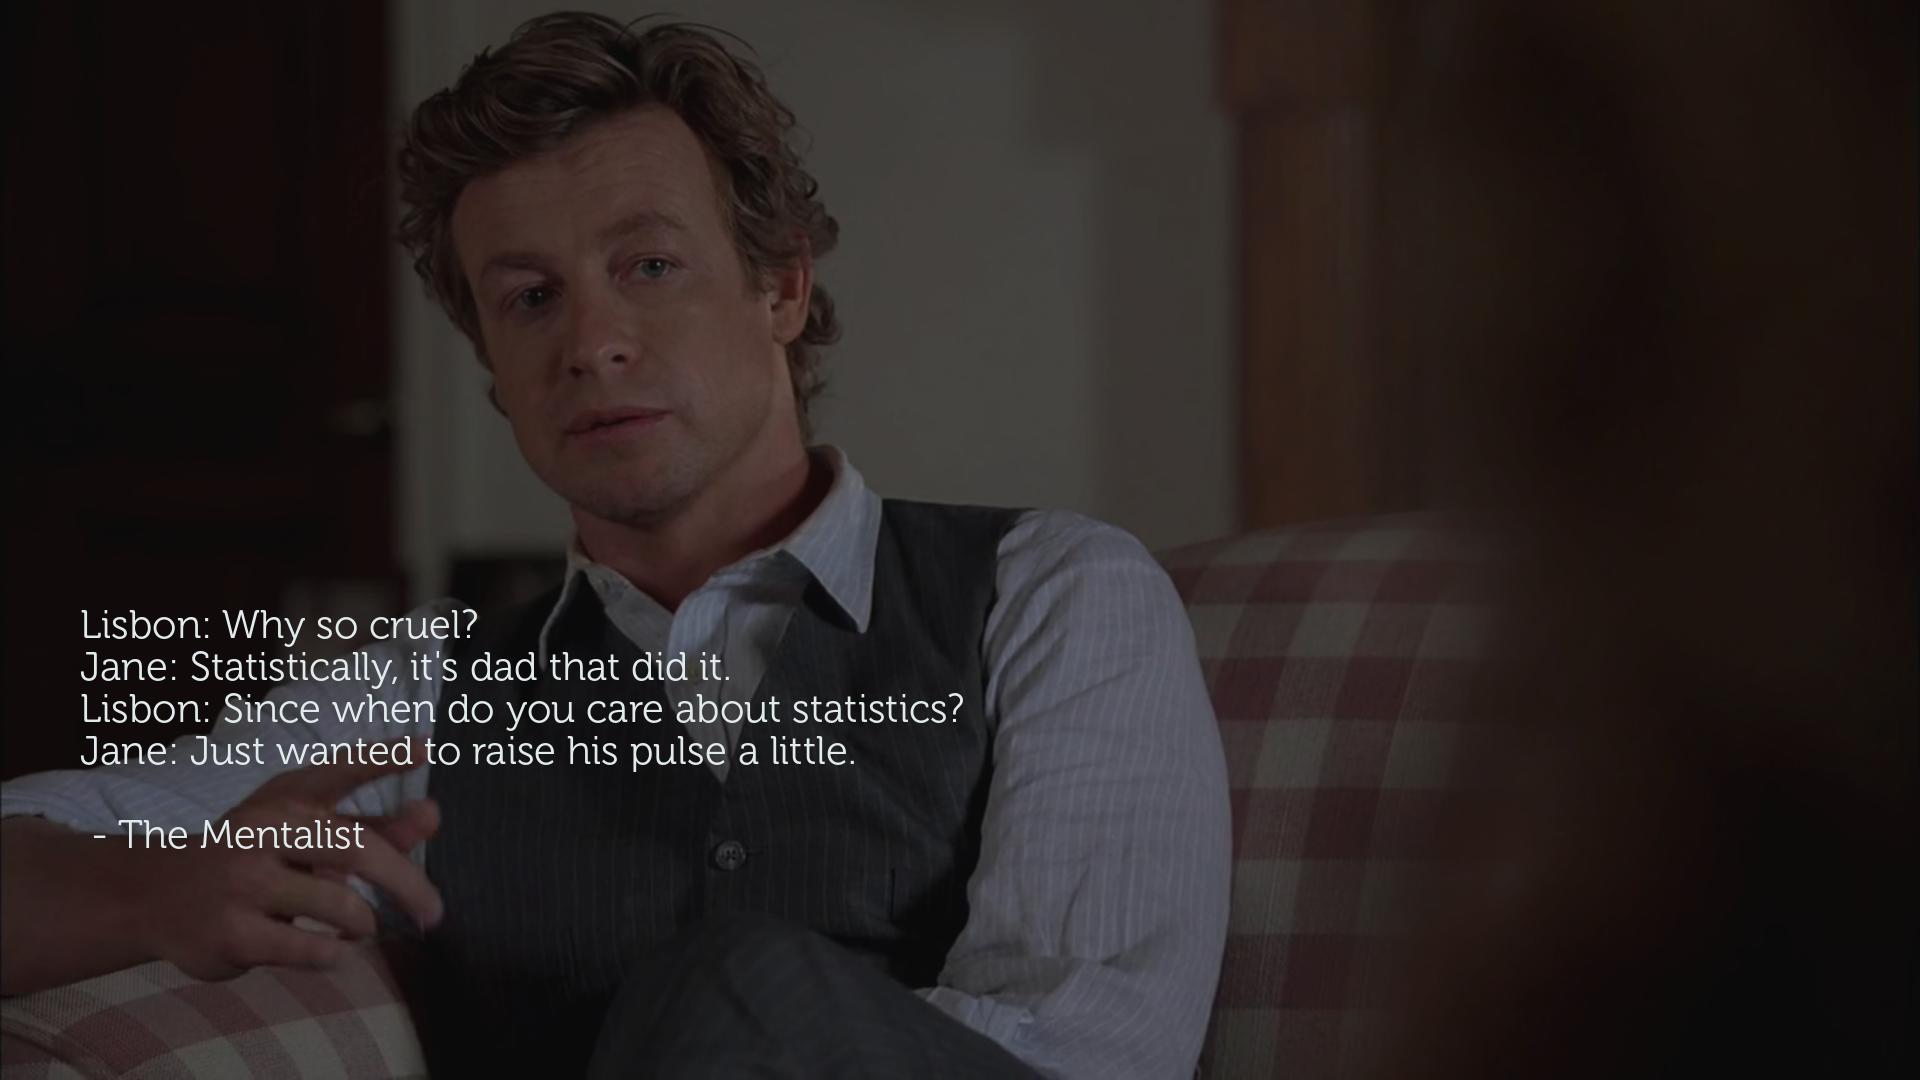 Lisbon: Why so cruel?
Jane: Statistically, it's dad that did it.
Lisbon: Since when do you care about statistics?
Jane: Just wanted to raise his pulse a little.
- The Mentalist